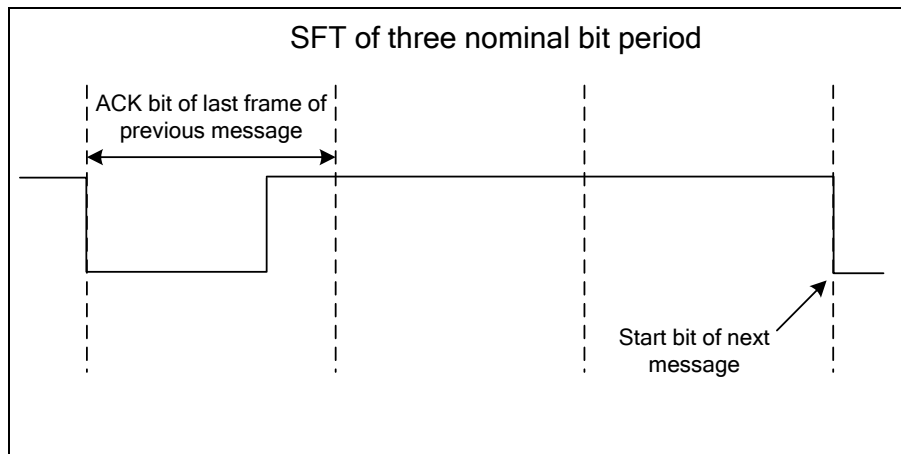 SFT of three nominal bit period
ACK bit of last frame of
previous message
Start bit of next
message